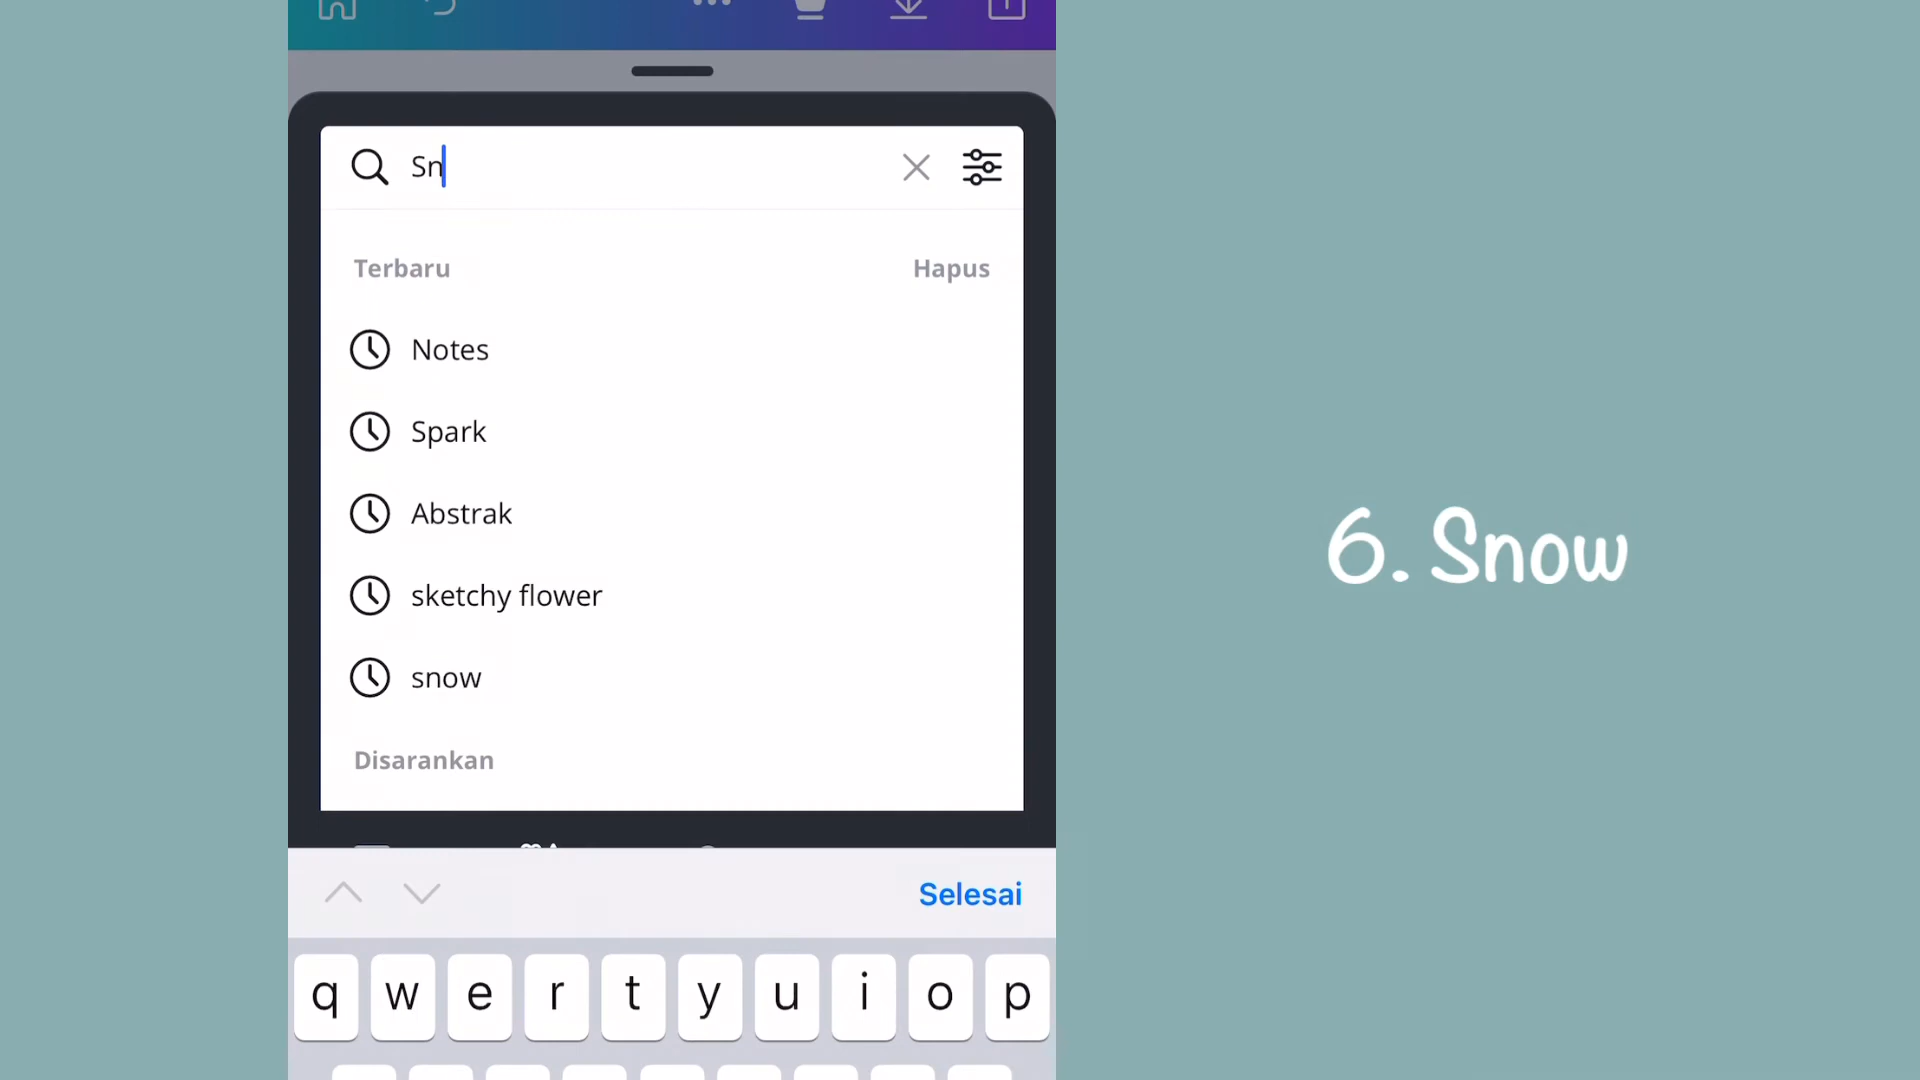 Sn
Terbaru Hapus
Notes
Spark
Abstrak
sketchy flower
snow
Disarankan
Selesai
q w e r t y u i o p
6. Snow